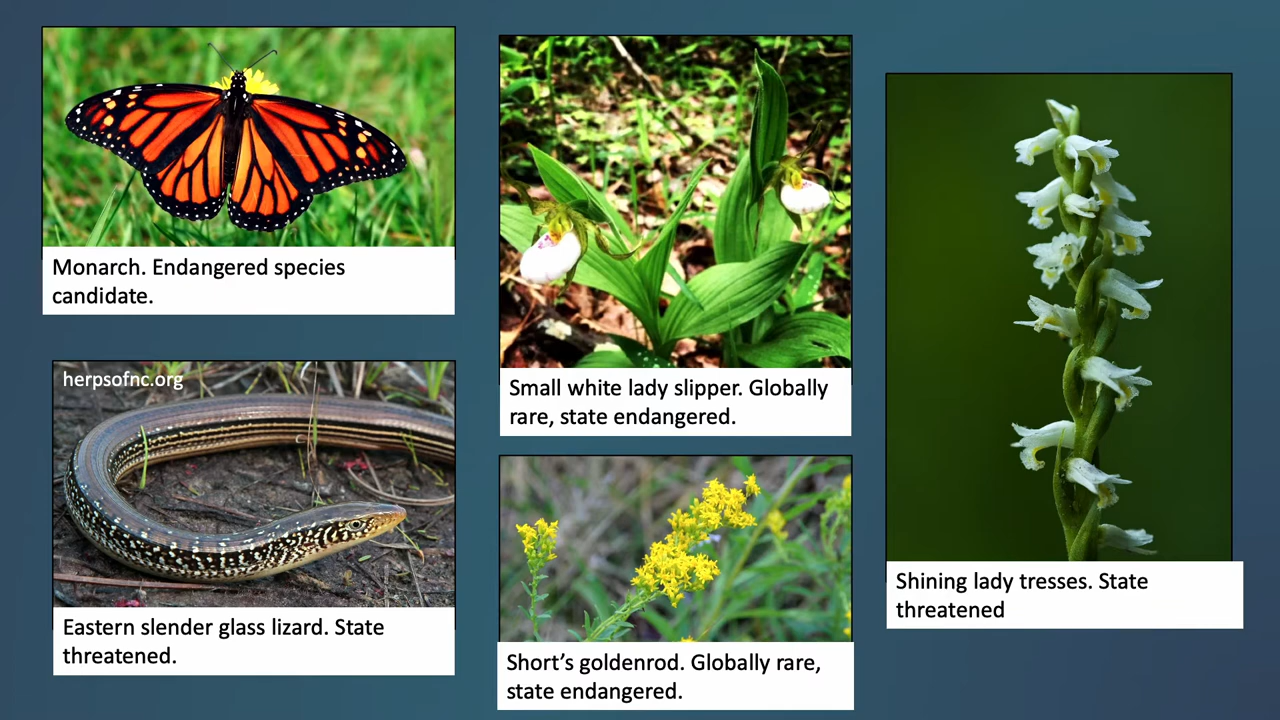 Monarch. Endangered species
candidate.
herpsofnc.org
Eastern slender glass lizard. State
threatened.
Small white lady slipper. Globally
rare, state endangered.
Short’s goldenrod. Globally rare,
state endangered.
Shining lady tresses. State
threatened